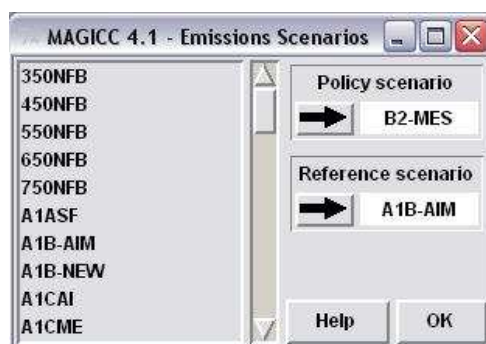 MAGICC 4.1 - Emissions Scenarios
350NFB
450NFB
550NFB
650NFB
750NFB
A1ASF
A1B-AIM
A1B-NEW
A1CAI
A1CME
Policy scenario
B2-MES
Reference scenario
A1B-AIM
Help
OK